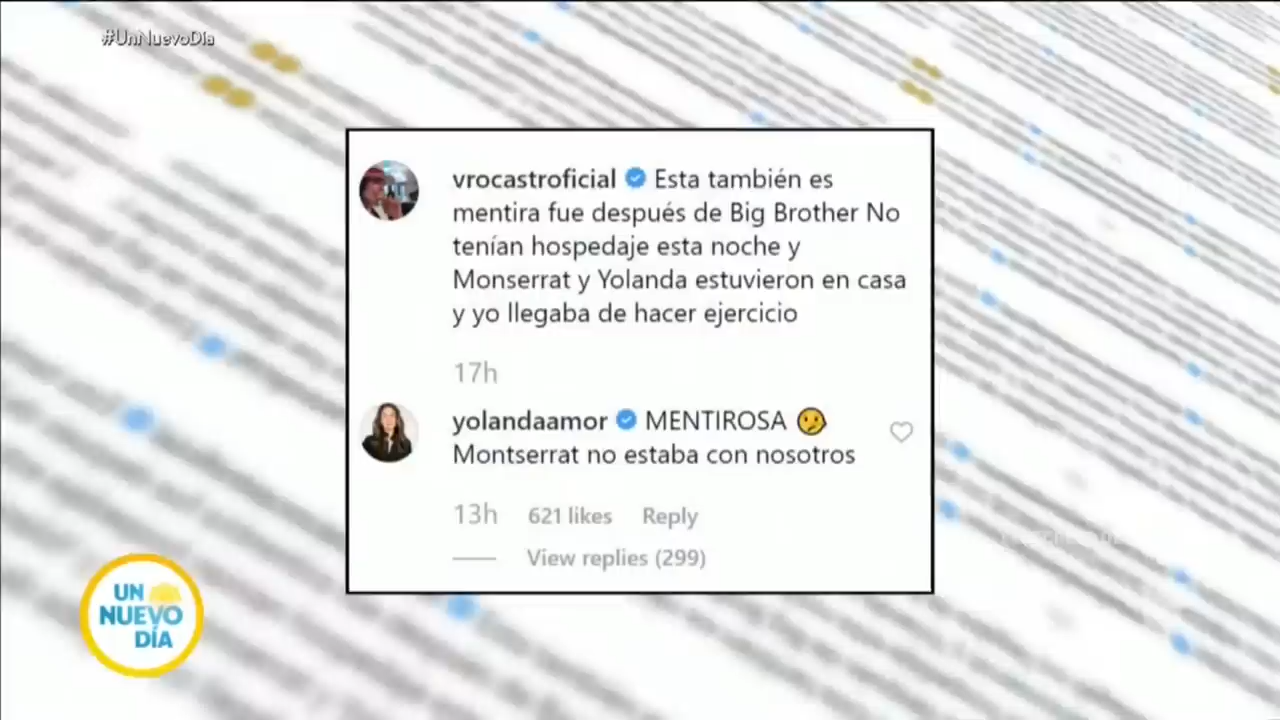 #UnNuevoDía
vrocastroficial Esta también es
mentira fue después de Big Brother No
tenían hospedaje esta noche y
Monserrat y Yolanda estuvieron en casa
y yo llegaba de hacer ejercicio
17h
yolandaamor MENTIROSA 🤥
Montserrat no estaba con nosotros
13h 621 likes Reply
View replies (299)
UN
NUEVO
DÍA